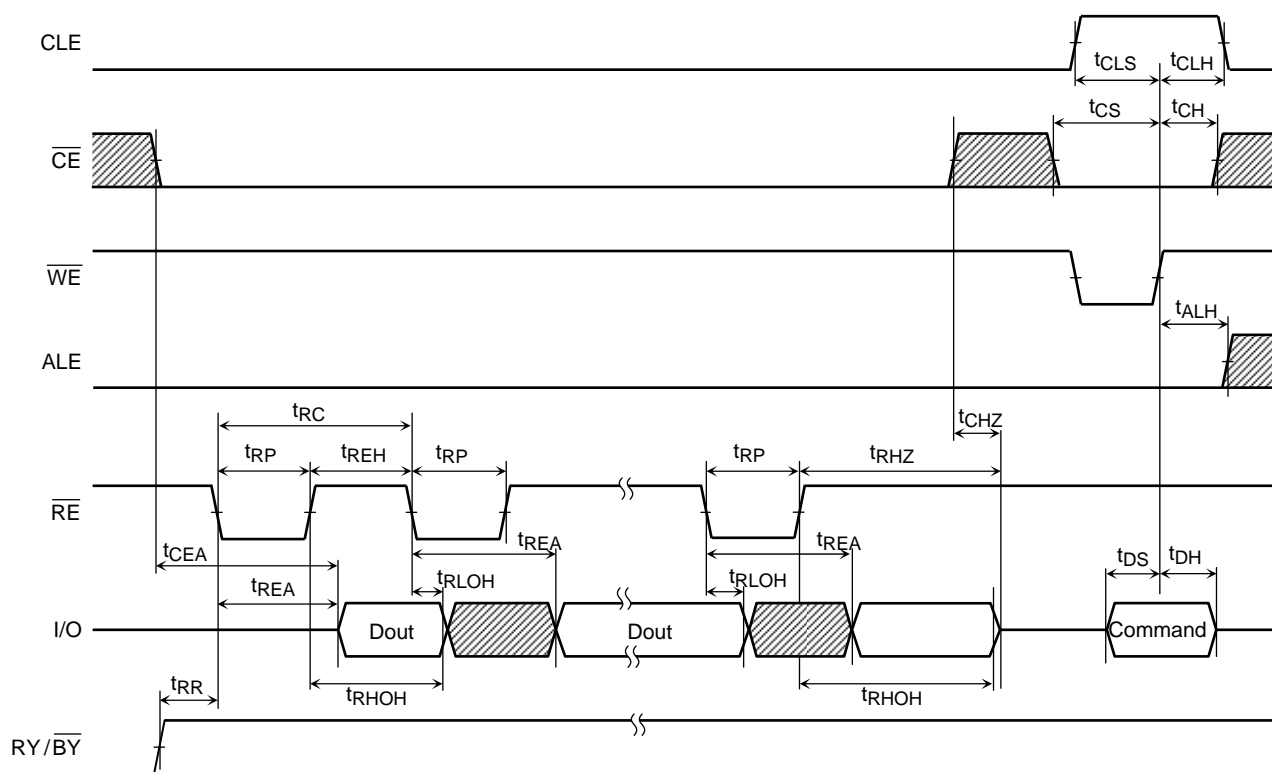 CLE
tCLS tCLH
tCS tCH
CE
WE
tALH
ALE
tRC
tCHZ
tRP tREH tRP tRP tRHZ
RE
tCEA tREA tREA
tREA tRLOH tRLOH tDS tDH
I/O Dout Dout Command
tRR tRHOH tRHOH
RY/BY